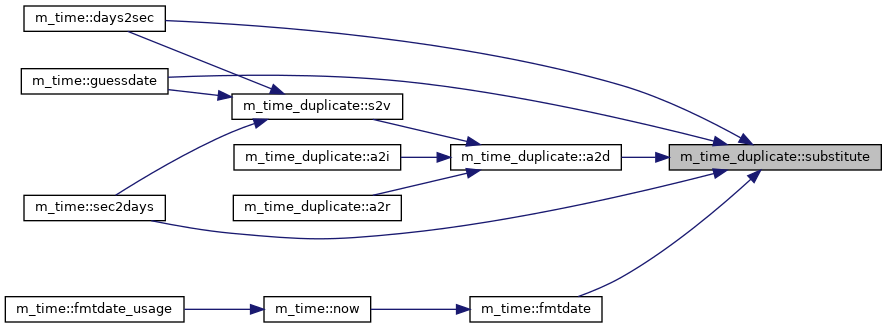 m_time::days2sec
m_time::guessdate
m_time_duplicate::s2v
m_time_duplicate::a2i
m_time_duplicate::a2d
m_time_duplicate::substitute
m_time::sec2days
m_time_duplicate::a2r
m_time::fmtdate_usage
m_time::now
m_time::fmtdate